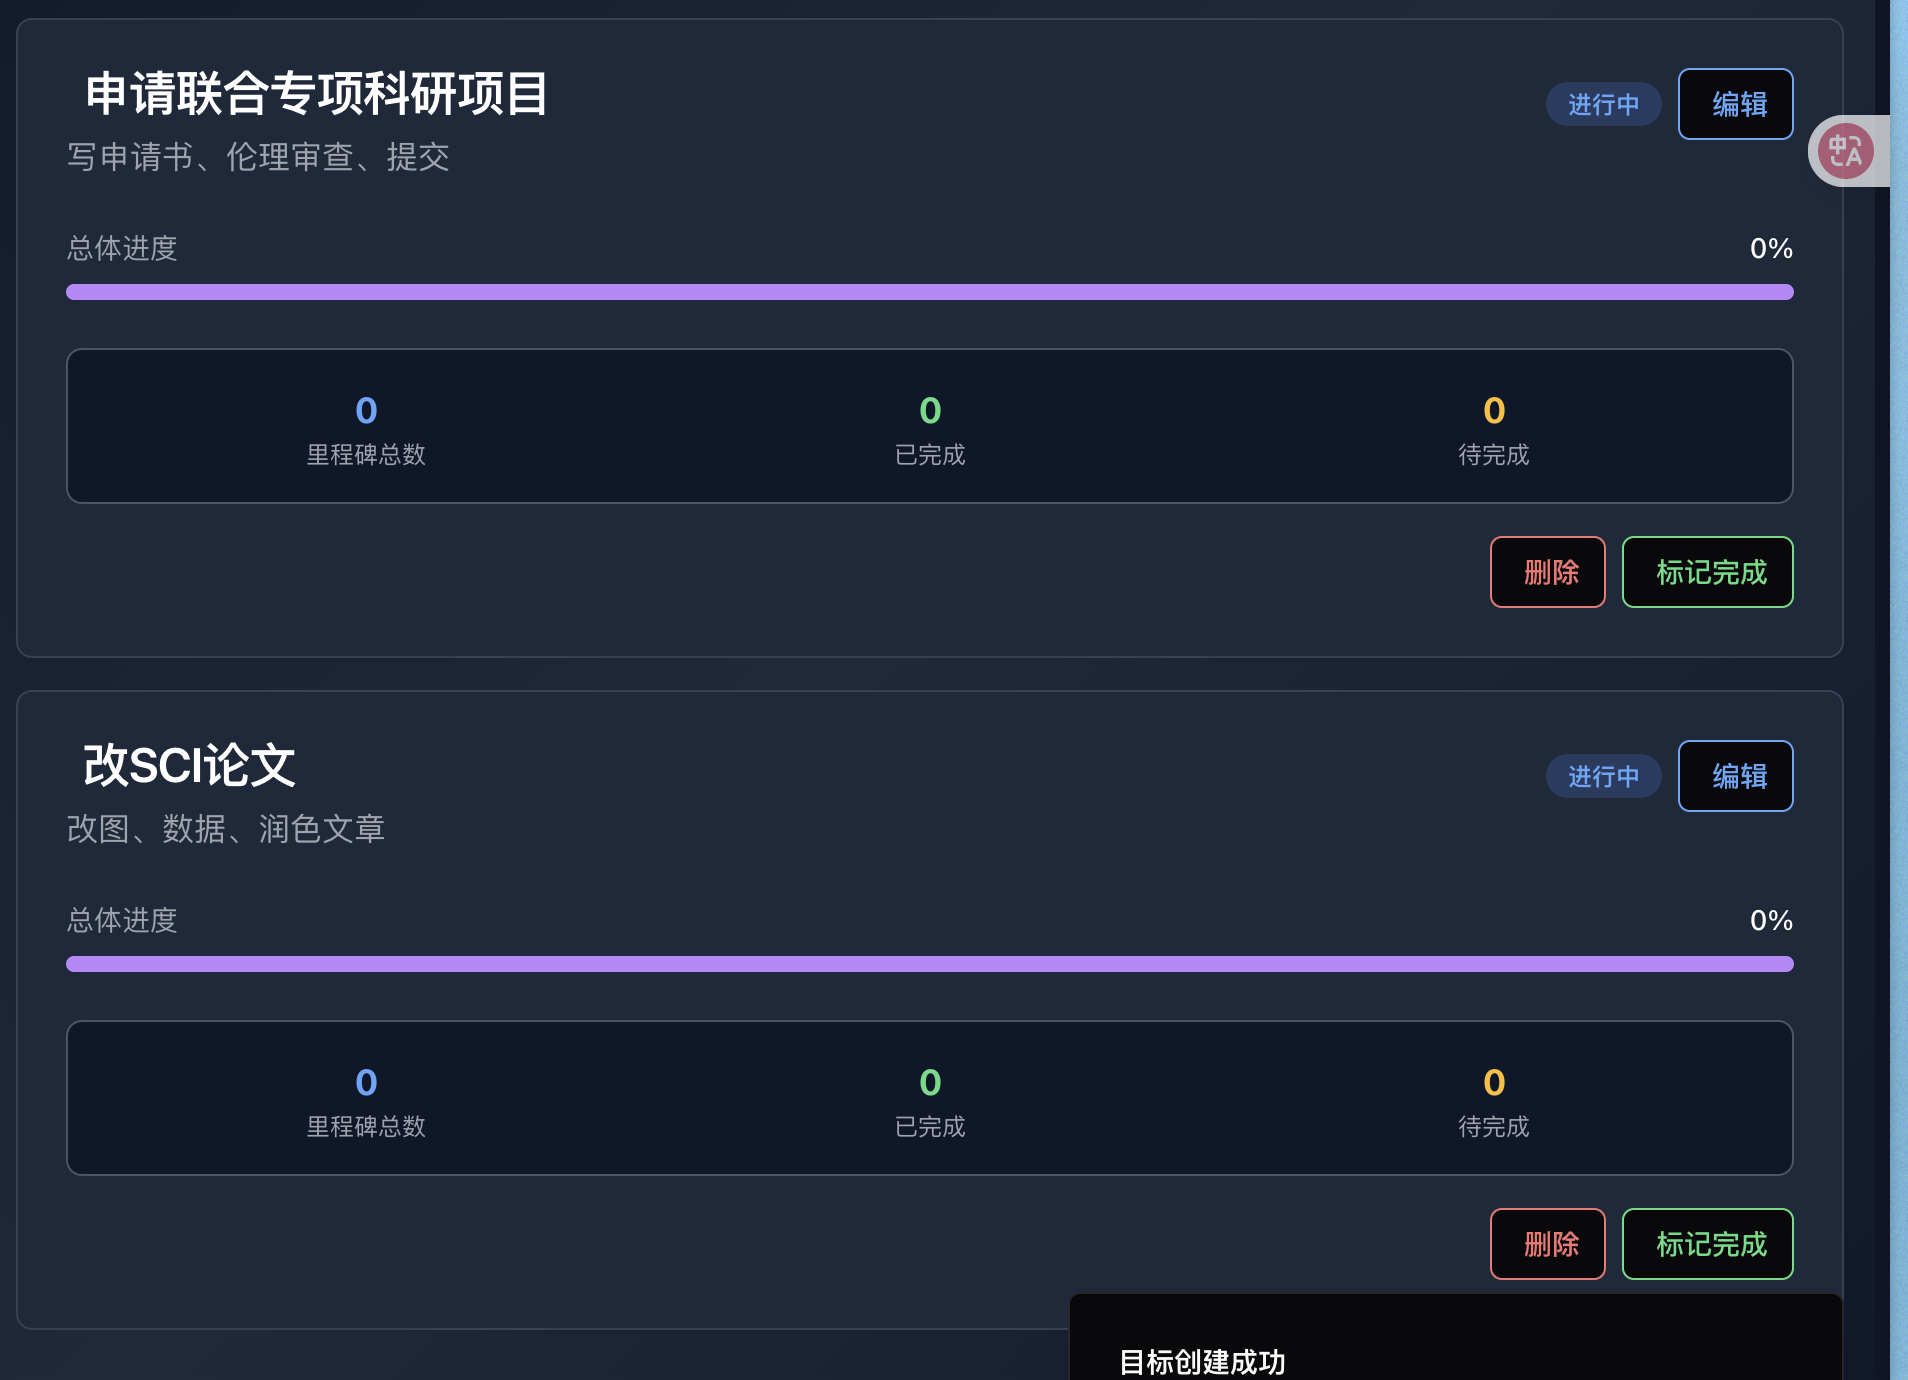 申请联合专项科研项目
进行中
编辑
写申请书、伦理审查、提交
总体进度
0%
0
0
0
里程碑总数
已完成
待完成
删除
标记完成
改SCI论文
进行中
编辑
改图、数据、润色文章
总体进度
0%
0
0
0
里程碑总数
已完成
待完成
删除
标记完成
目标创建成功